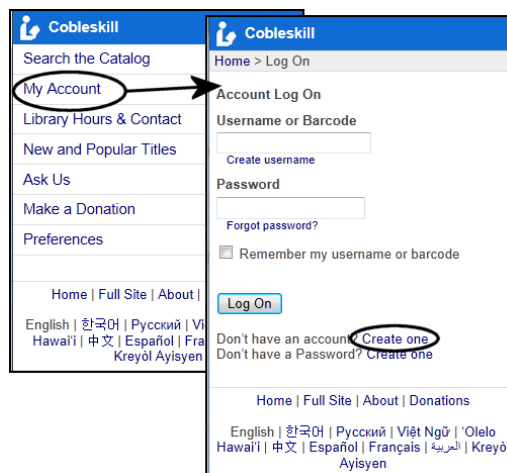 Cobleskill
Search the Catalog
My Account
Library Hours & Contact
New and Popular Titles
Ask Us
Make a Donation
Preferences
Home | Full Site | About |
English | 한국어 | Русский | Vi
Hawai'i | 中文 | Español | Fra
Kreyòl Ayisyen
Cobleskill
Home > Log On
Account Log On
Username or Barcode
Create username
Password
Forgot password?
Remember my username or barcode
Log On
Don't have an account? Create one
Don't have a Password? Create one
Home | Full Site | About | Donations
English | 한국어 | Русский | Việt Ngữ | 'Olelo
Hawai'i | 中文 | Español | Français | العربية | Kreyò
Ayisyen